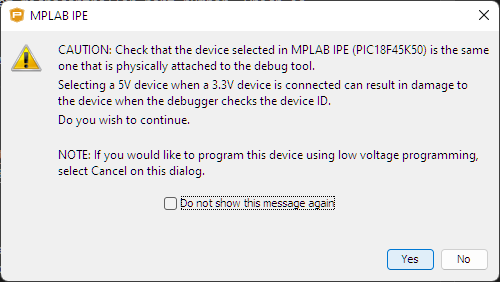 MPLAB IPE
CAUTION: Check that the device selected in MPLAB IPE (PIC18F45K50) is the same
one that is physically attached to the debug tool.
Selecting a 5V device when a 3.3V device is connected can result in damage to
the device when the debugger checks the device ID.
Do you wish to continue.
NOTE: If you would like to program this device using low voltage programming,
select Cancel on this dialog.
Do not show this message again
Yes No